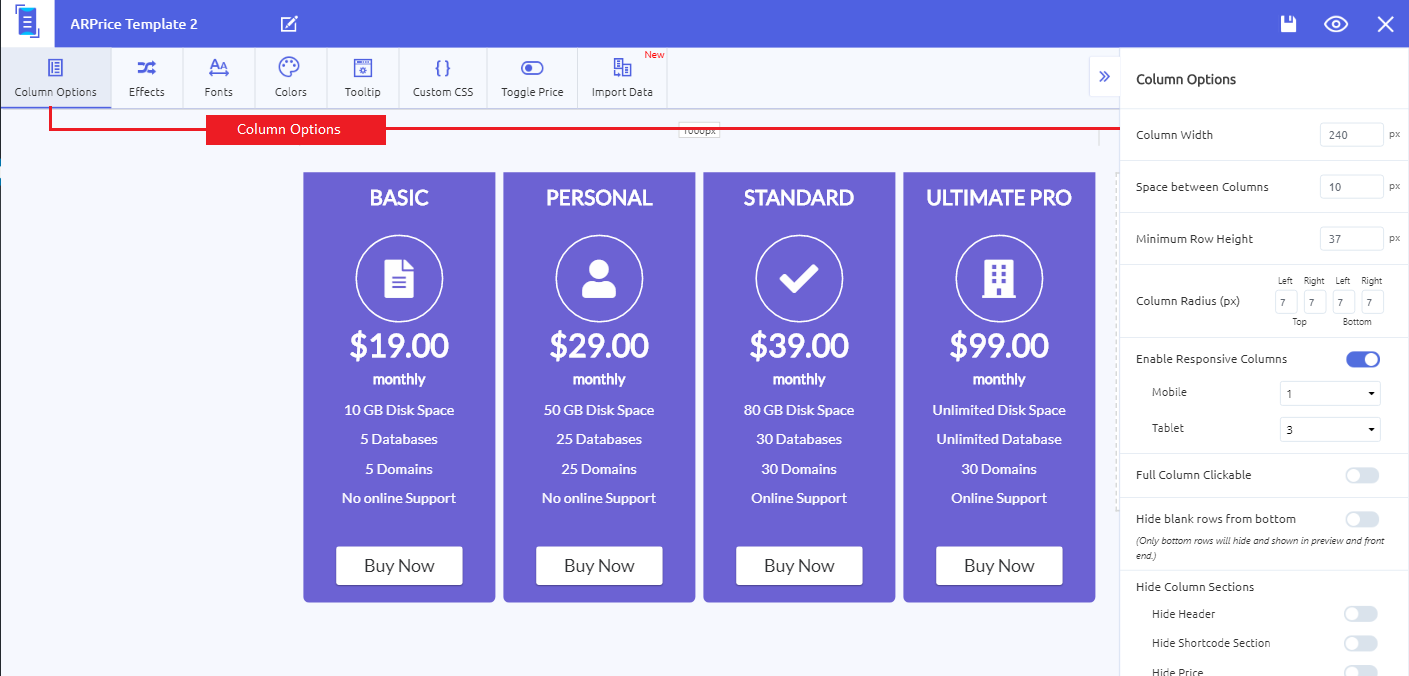 ARPrice Template 2
Column Options
Effects
Fonts
Colors
Tooltip
Custom CSS
Toggle Price
Import Data
New
Column Options
1000px
BASIC
$19.00
monthly
10 GB Disk Space
5 Databases
5 Domains
No online Support
Buy Now
PERSONAL
$29.00
monthly
50 GB Disk Space
25 Databases
25 Domains
No online Support
Buy Now
STANDARD
$39.00
monthly
80 GB Disk Space
30 Databases
30 Domains
Online Support
Buy Now
ULTIMATE PRO
$99.00
monthly
Unlimited Disk Space
Unlimited Database
30 Domains
Online Support
Buy Now
Column Options
Column Width 240 px
Space between Columns 10 px
Minimum Row Height 37 px
Left Right Left Right
Column Radius (px) 7 7 7 7
Top Bottom
Enable Responsive Columns
Mobile 1
Tablet 3
Full Column Clickable
Hide blank rows from bottom
(Only bottom rows will hide and shown in preview and front
end.)
Hide Column Sections
Hide Header
Hide Shortcode Section
Hide Price